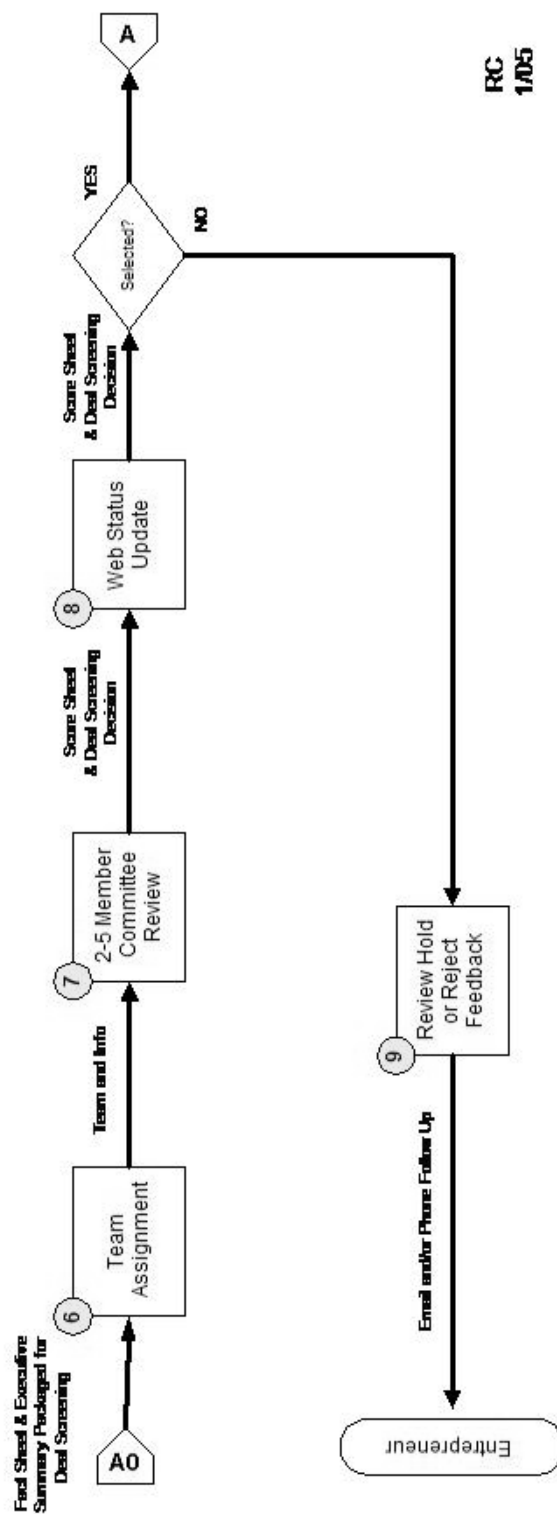 Fact Sheet & Executive
Summary Packaged for
Deal Screening
A0
6
Team
Assignment
Team and Info
7
2-5 Member
Committee
Review
Score Sheet
& Deal Screening
Decision
8
Web Status
Update
Score Sheet
& Deal Screening
Decision
Selected?
YES
A
NO
9
Review Hold
or Reject
Feedback
Email and/or Phone Follow Up
Entrepreneur
RC
1/05